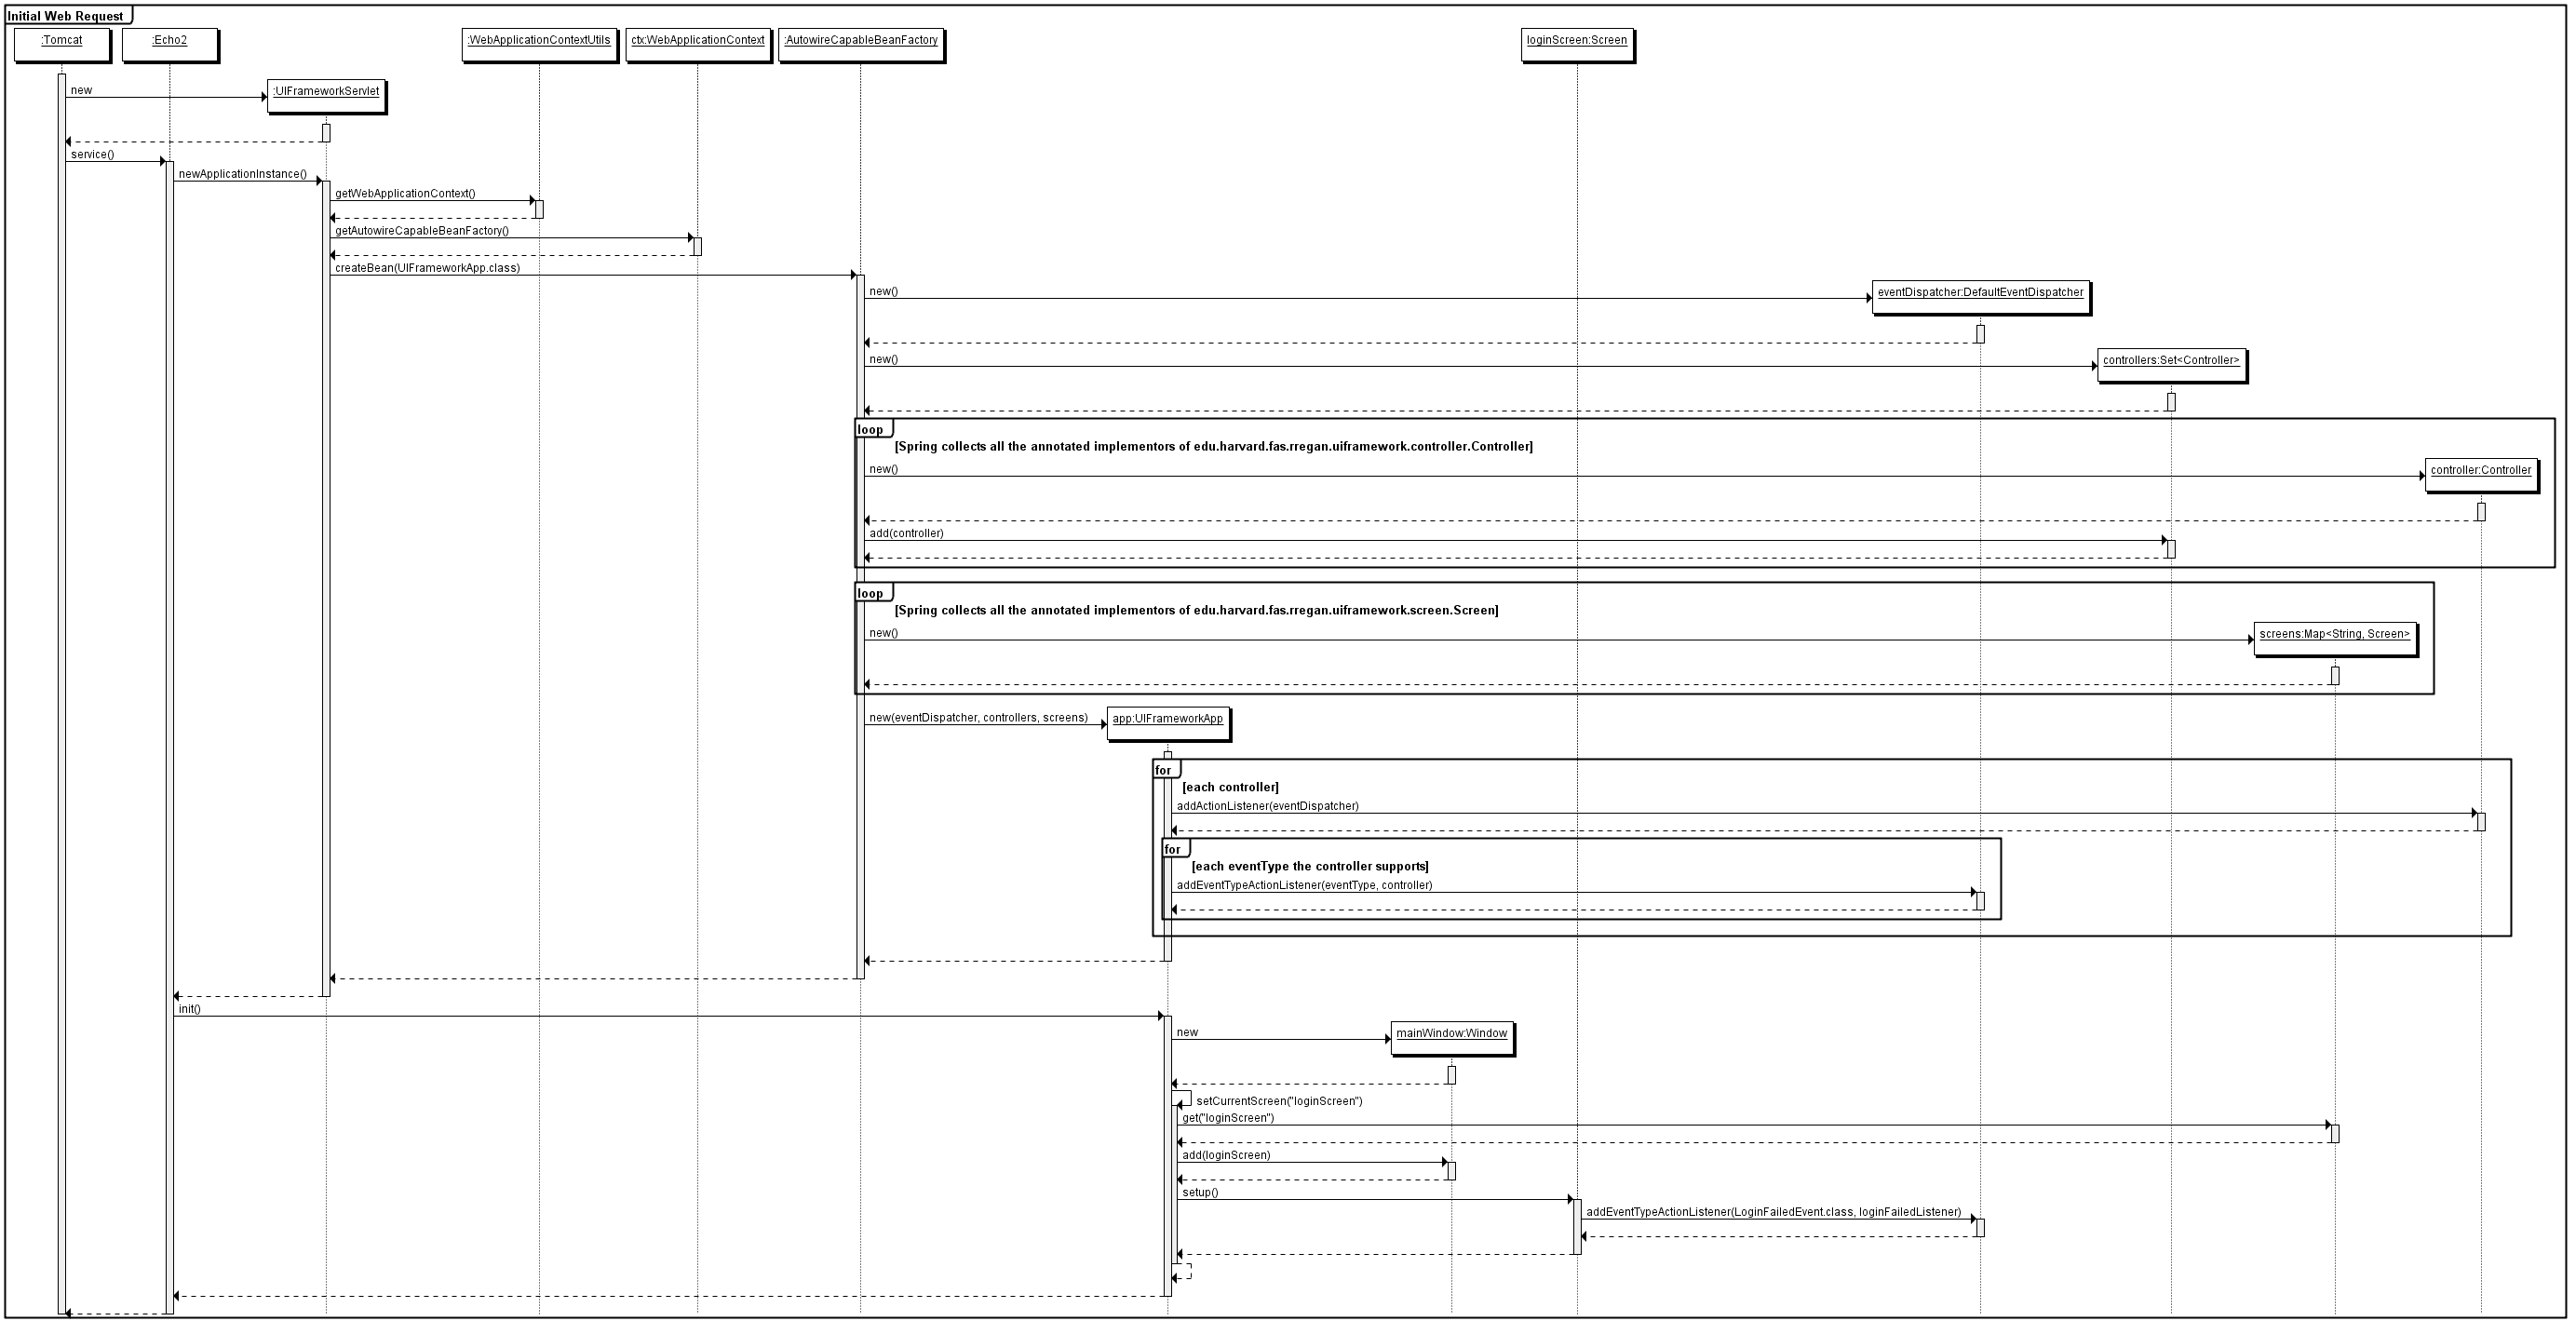 Initial Web Request
:Tomcat
:Echo2
:WebApplicationContextUtils
ctx:WebApplicationContext
:AutowireCapableBeanFactory
loginScreen:Screen
new
:UIFrameworkServlet
service()
newApplicationInstance()
getWebApplicationContext()
getAutowireCapableBeanFactory()
createBean(UIFrameworkApp.class)
new()
eventDispatcher:DefaultEventDispatcher
new()
controllers:Set<Controller>
loop
[Spring collects all the annotated implementors of edu.harvard.fas.rregan.uiframework.controller.Controller]
new()
controller:Controller
add(controller)
loop
[Spring collects all the annotated implementors of edu.harvard.fas.rregan.uiframework.screen.Screen]
new()
screens:Map<String, Screen>
new(eventDispatcher, controllers, screens)
app:UIFrameworkApp
for
[each controller]
addActionListener(eventDispatcher)
for
[each eventType the controller supports]
addEventTypeActionListener(eventType, controller)
init()
new
mainWindow:Window
setCurrentScreen("loginScreen")
get("loginScreen")
add(loginScreen)
setup()
addEventTypeActionListener(LoginFailedEvent.class, loginFailedListener)